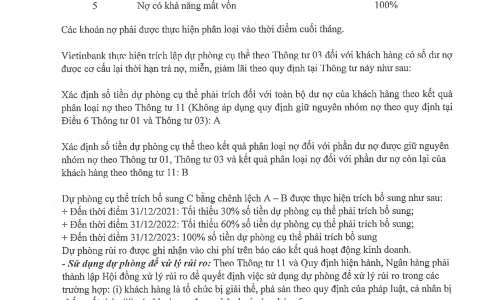 5 Nợ có khả năng mất vốn 100%
Các khoản nợ phải được thực hiện phân loại vào thời điểm cuối tháng.
Vietinbank thực hiện trích lập dự phòng cụ thể theo Thông tư 03 đối với khách hàng có số dư nợ
được cơ cấu lại thời hạn trả nợ, miễn, giảm lãi theo quy định tại Thông tư này như sau:
Xác định số tiền dự phòng cụ thể phải trích đối với toàn bộ dư nợ của khách hàng theo kết quả
phân loại nợ theo Thông tư 11 (Không áp dụng quy định giữ nguyên nhóm nợ theo quy định tại
Điều 6 Thông tư 01 và Thông tư 03): A
Xác định số tiền dự phòng cụ thể theo kết quả phân loại nợ đối với phần dư nợ được giữ nguyên
nhóm nợ theo Thông tư 01, Thông tư 03 và kết quả phân loại nợ đối với phần dư nợ còn lại của
khách hàng theo thông tư 11: B
Dự phòng cụ thể trích bổ sung C bằng chênh lệch A – B được thực hiện trích bổ sung như sau:
+ Đến thời điểm 31/12/2021: Tối thiểu 30% số tiền dự phòng cụ thể phải trích bổ sung;
+ Đến thời điểm 31/12/2022: Tối thiểu 60% số tiền dự phòng cụ thể phải trích bổ sung;
+ Đến thời điểm 31/12/2023: 100% số tiền dự phòng cụ thể phải trích bổ sung
Dự phòng rủi ro được ghi nhận vào chi phí trên báo cáo kết quả hoạt động kinh doanh.
- Sử dụng dự phòng để xử lý rủi ro: Theo Thông tư 11 và Quy định hiện hành, Ngân hàng phải
thành lập Hội đồng xử lý rủi ro để quyết định việc sử dụng dự phòng để xử lý rủi ro trong các
trường hợp: (i) khách hàng là tổ chức bị giải thể, phá sản theo quy định của pháp luật, cá nhân bị